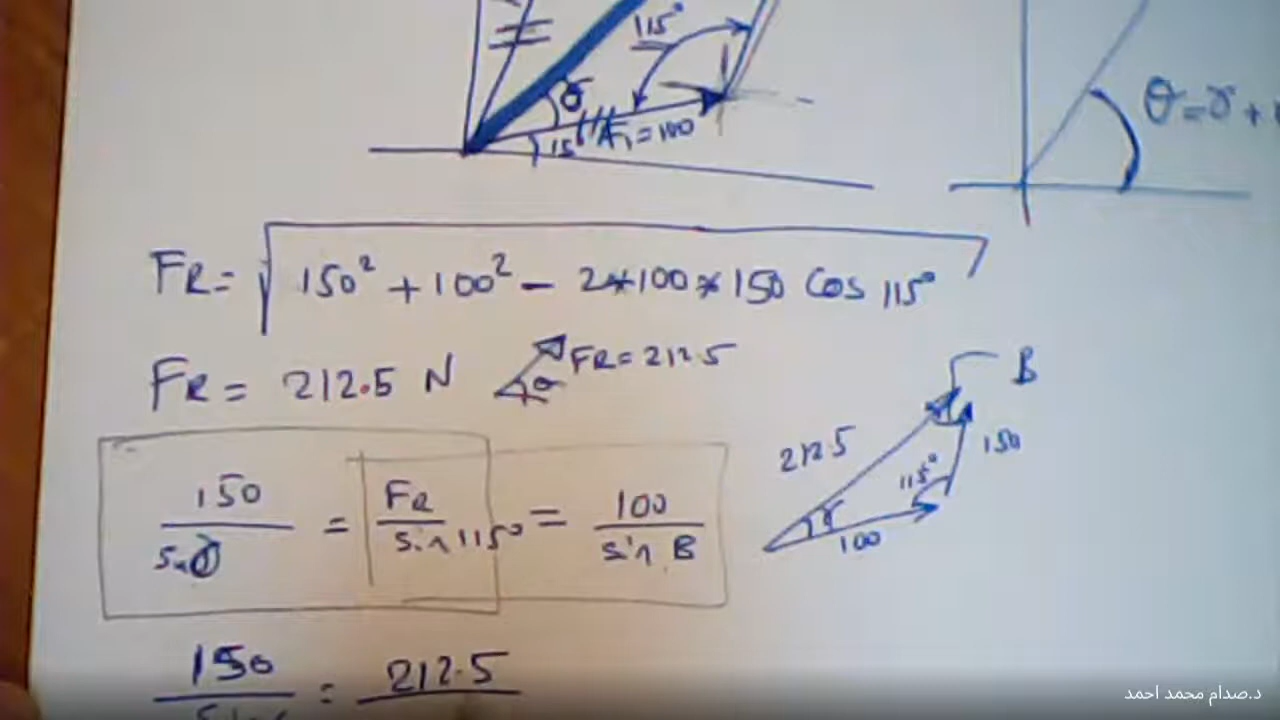 115°
σ
15° F₁ = 100
θ = σ +
FR = √ 150² + 100² - 2*100*150 Cos 115°
FR = 212.5 N
θ FR = 212.5
B
212.5 150
115°
σ
100
150 / Sin σ = FR / Sin 115° = 100 / Sin B
150 / Sin = 212.5
د.صدام محمد احمد